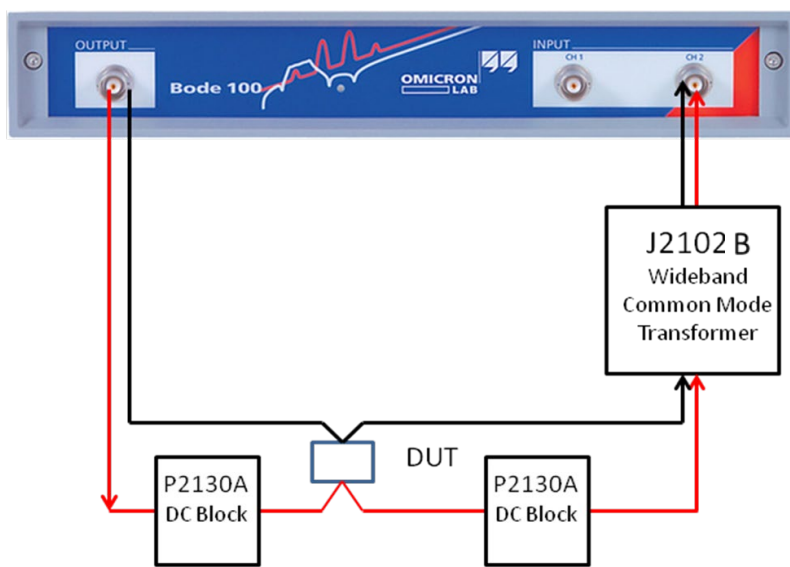 OUTPUT
INPUT
CH 1
CH 2
Bode 100
OMICRON
LAB
J2102 B
Wideband
Common Mode
Transformer
DUT
P2130A
DC Block
P2130A
DC Block